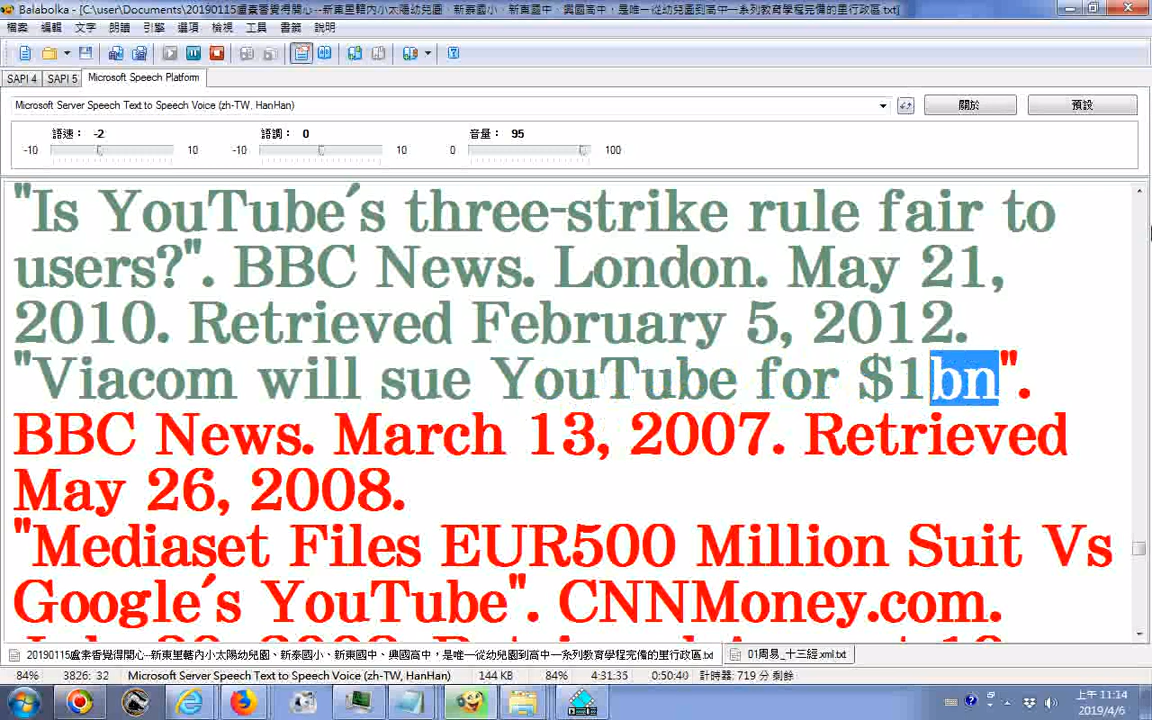 Balabolka - [C:\user\Documents\20190115盧素香覺得開心--新東里轄內小太陽幼兒園、新泰國小、新東國中、興國高中，是唯一從幼兒園到高中一系列教育學程完備的里行政區.txt]
檔案 編輯 文字 朗讀 引擎 選項 檢視 工具 書籤 說明
SAPI 4 SAPI 5 Microsoft Speech Platform
Microsoft Server Speech Text to Speech Voice (zh-TW, HanHan) 關於 預設
語速： -2 語調： 0 音量： 95
-10 10 -10 10 0 100
"Is YouTube´s three-strike rule fair to
users?". BBC News. London. May 21,
2010. Retrieved February 5, 2012.
"Viacom will sue YouTube for $1bn".
BBC News. March 13, 2007. Retrieved
May 26, 2008.
"Mediaset Files EUR500 Million Suit Vs
Google´s YouTube". CNNMoney.com.
20190115盧素香覺得開心--新東里轄內小太陽幼兒園、新泰國小、新東國中、興國高中，是唯一從幼兒園到高中一系列教育學程完備的里行政區.txt 01周易_十三經.xml.txt
84% 3826: 32 Microsoft Server Speech Text to Speech Voice (zh-TW, HanHan) 144 KB 84% 4:31:35 0:50:40 計時器: 719 分 剩餘
上午 11:14
2019/4/6